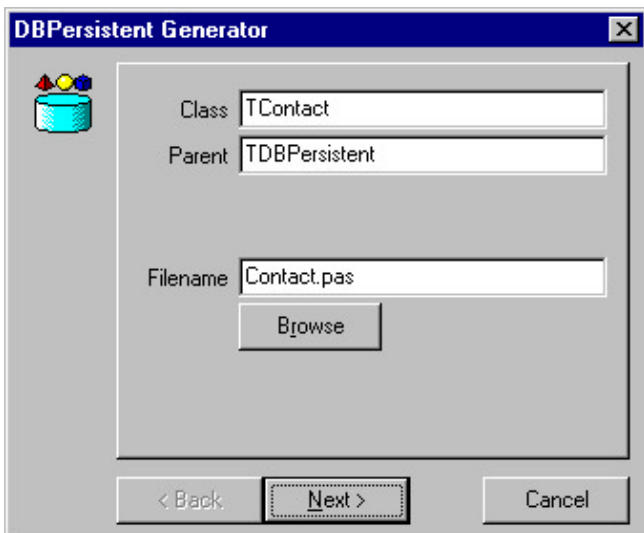 DBPersistent Generator
Class TContact
Parent TDBPersistent
Filename Contact.pas
Browse
< Back Next > Cancel